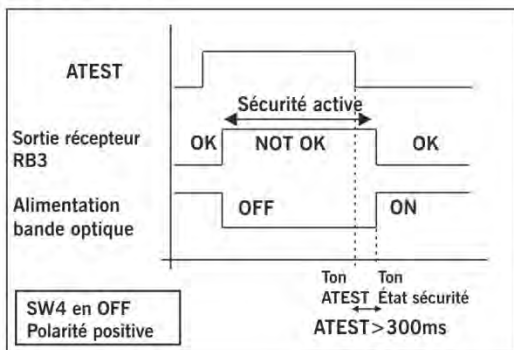 ATEST
Sécurité active
Sortie récepteur
RB3
OK
NOT OK
OK
Alimentation
bande optique
OFF
ON
Ton
ATEST
Ton
État sécurité
ATEST>300ms
SW4 en OFF
Polarité positive